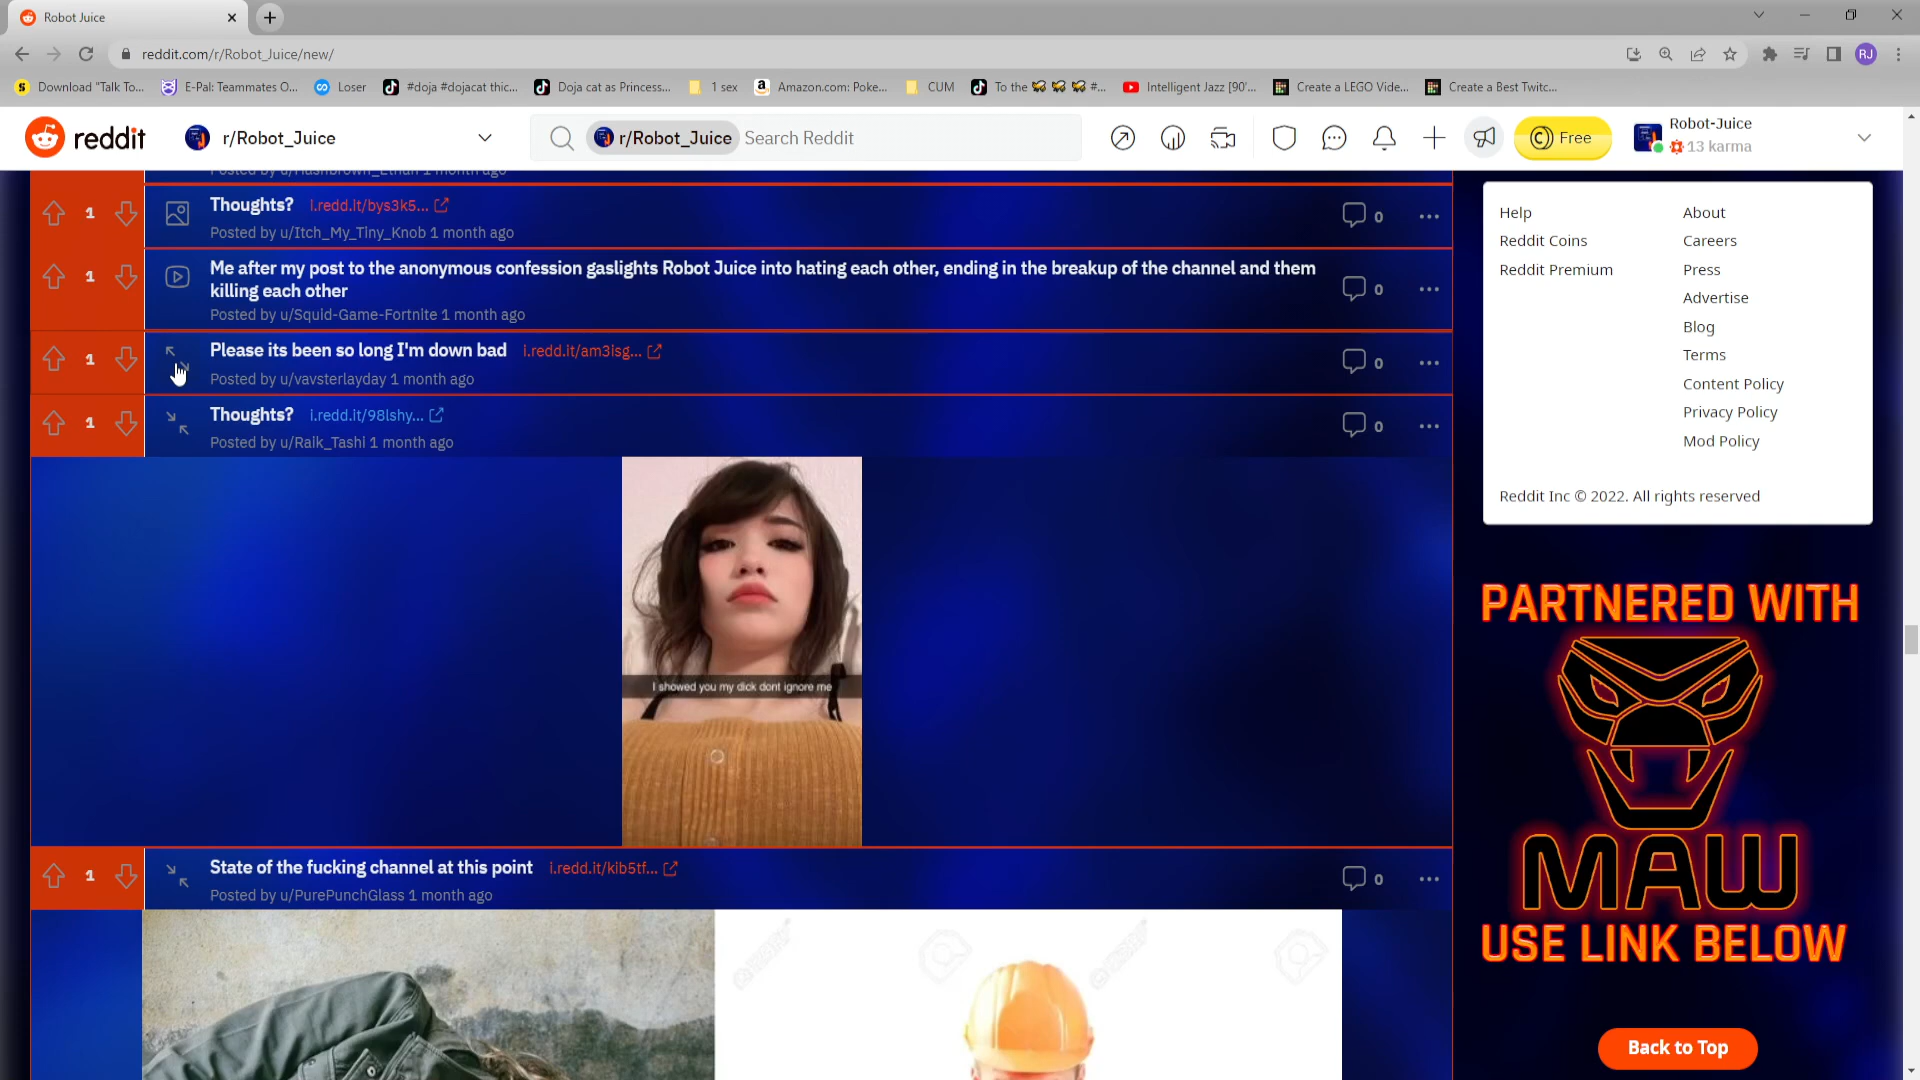 Robot Juice
reddit.com/r/Robot_Juice/new/
Download "Talk To...
E-Pal: Teammates O...
Loser
#doja #dojacat thic...
Doja cat as Princess...
1 sex
Amazon.com: Poke...
CUM
To the 🐝 🐝 🐝 #...
Intelligent Jazz [90'...
Create a LEGO Vide...
Create a Best Twitc...
RJ
reddit
r/Robot_Juice
r/Robot_Juice Search Reddit
Free
Robot-Juice
13 karma
Posted by u/Hashbrown_Ethan 1 month ago
1
Thoughts? i.redd.it/bys3k5...
Posted by u/Itch_My_Tiny_Knob 1 month ago
0
1
Me after my post to the anonymous confession gaslights Robot Juice into hating each other, ending in the breakup of the channel and them
killing each other
Posted by u/Squid-Game-Fortnite 1 month ago
0
1
Please its been so long I'm down bad i.redd.it/am3isg...
Posted by u/vavsterlayday 1 month ago
0
1
Thoughts? i.redd.it/98lshy...
Posted by u/Raik_Tashi 1 month ago
0
I showed you my dick dont ignore me
1
State of the fucking channel at this point i.redd.it/kib5tf...
Posted by u/PurePunchGlass 1 month ago
0
Help
About
Reddit Coins
Careers
Reddit Premium
Press
Advertise
Blog
Terms
Content Policy
Privacy Policy
Mod Policy
Reddit Inc © 2022. All rights reserved
PARTNERED WITH
MAW
USE LINK BELOW
Back to Top